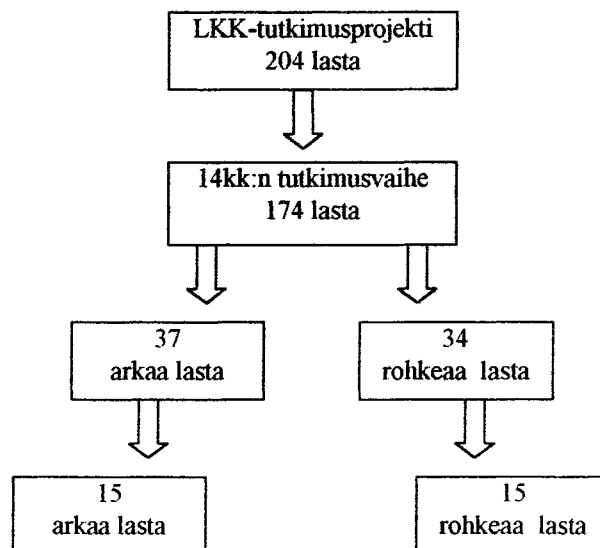 LKK-tutkimusprojekti
204 lasta
14kk:n tutkimusvaihe
174 lasta
37
arkaa lasta
34
rohkeaa lasta
15
arkaa lasta
15
rohkeaa lasta